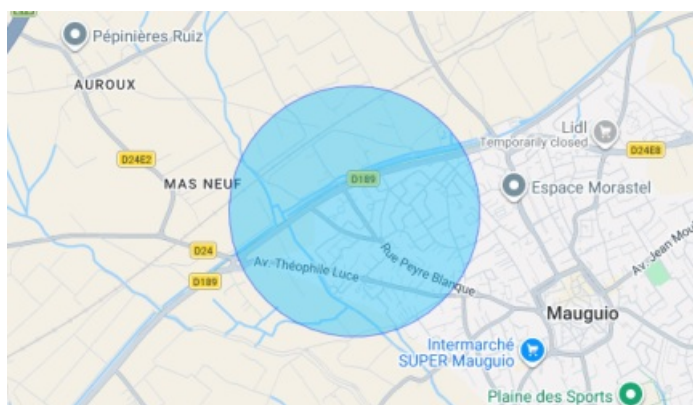 Pépinières Ruiz
AUROUX
Lidl
Temporarily closed
D24E2
D24E8
MAS NEUF
D189
Espace Morastel
D24
Rue Peyre Blanque
Av. Théophile Luce
D189
Mauguio
Intermarché
SUPER Mauguio
Plaine des Sports